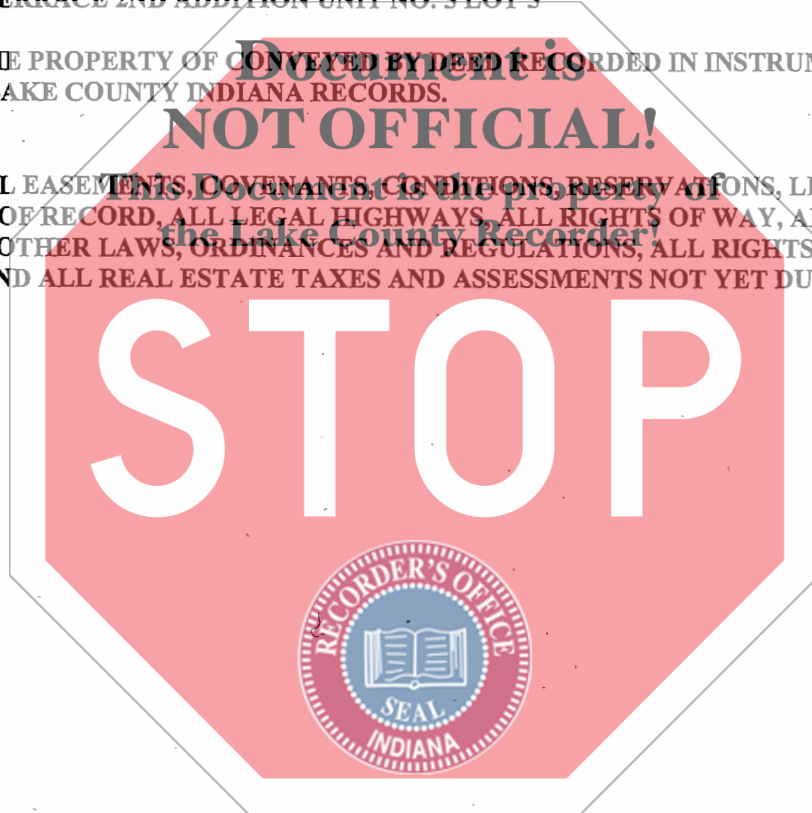 ERRACE 2ND ADDITION UNIT NO. 3 LOT 3
Document is
E PROPERTY OF CONVEYED BY DEED RECORDED IN INSTRUM
AKE COUNTY INDIANA RECORDS.
NOT OFFICIAL!
L EASEMENTS, COVENANTS, CONDITIONS, RESERVATIONS, LI
This Document is the property of
OF RECORD, ALL LEGAL HIGHWAYS, ALL RIGHTS OF WAY, A
the Lake County Recorder!
OTHER LAWS, ORDINANCES AND REGULATIONS, ALL RIGHTS
ND ALL REAL ESTATE TAXES AND ASSESSMENTS NOT YET DU
STOP
RECORDER'S OFFICE
SEAL
INDIANA